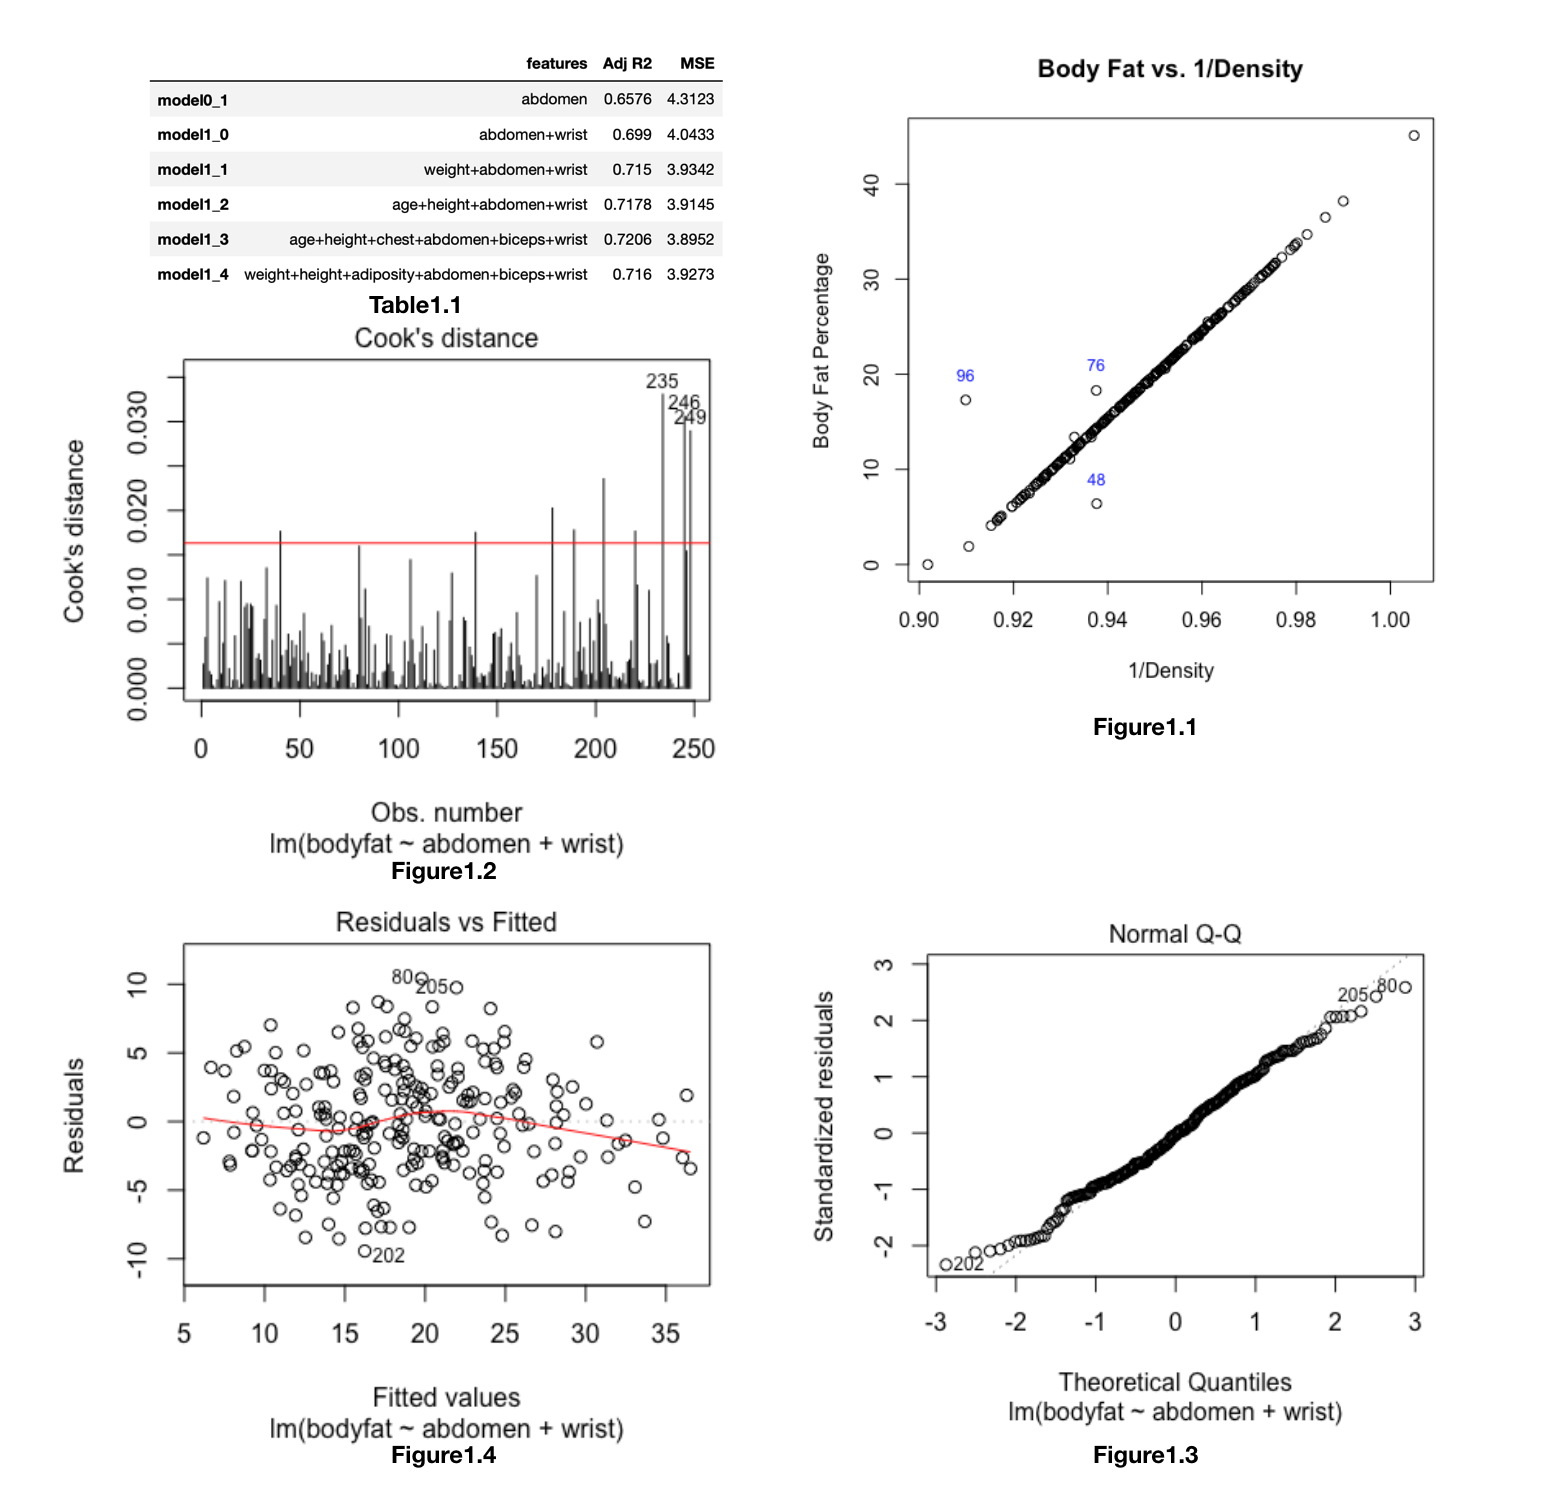 features Adj R2 MSE
model0_1 abdomen 0.6576 4.3123
model1_0 abdomen+wrist 0.699 4.0433
model1_1 weight+abdomen+wrist 0.715 3.9342
model1_2 age+height+abdomen+wrist 0.7178 3.9145
model1_3 age+height+chest+abdomen+biceps+wrist 0.7206 3.8952
model1_4 weight+height+adiposity+abdomen+biceps+wrist 0.716 3.9273
Table1.1
Body Fat vs. 1/Density
Body Fat Percentage
40
30
20
10
0
96
76
48
0.90 0.92 0.94 0.96 0.98 1.00
1/Density
Figure1.1
Cook's distance
Cook's distance
0.030
0.020
0.010
0.000
235
246
249
0 50 100 150 200 250
Obs. number
lm(bodyfat ~ abdomen + wrist)
Figure1.2
Residuals vs Fitted
Residuals
10
5
0
-5
-10
80
205
202
5 10 15 20 25 30 35
Fitted values
lm(bodyfat ~ abdomen + wrist)
Figure1.4
Normal Q-Q
Standardized residuals
3
2
1
0
-1
-2
205
80
202
-3 -2 -1 0 1 2 3
Theoretical Quantiles
lm(bodyfat ~ abdomen + wrist)
Figure1.3